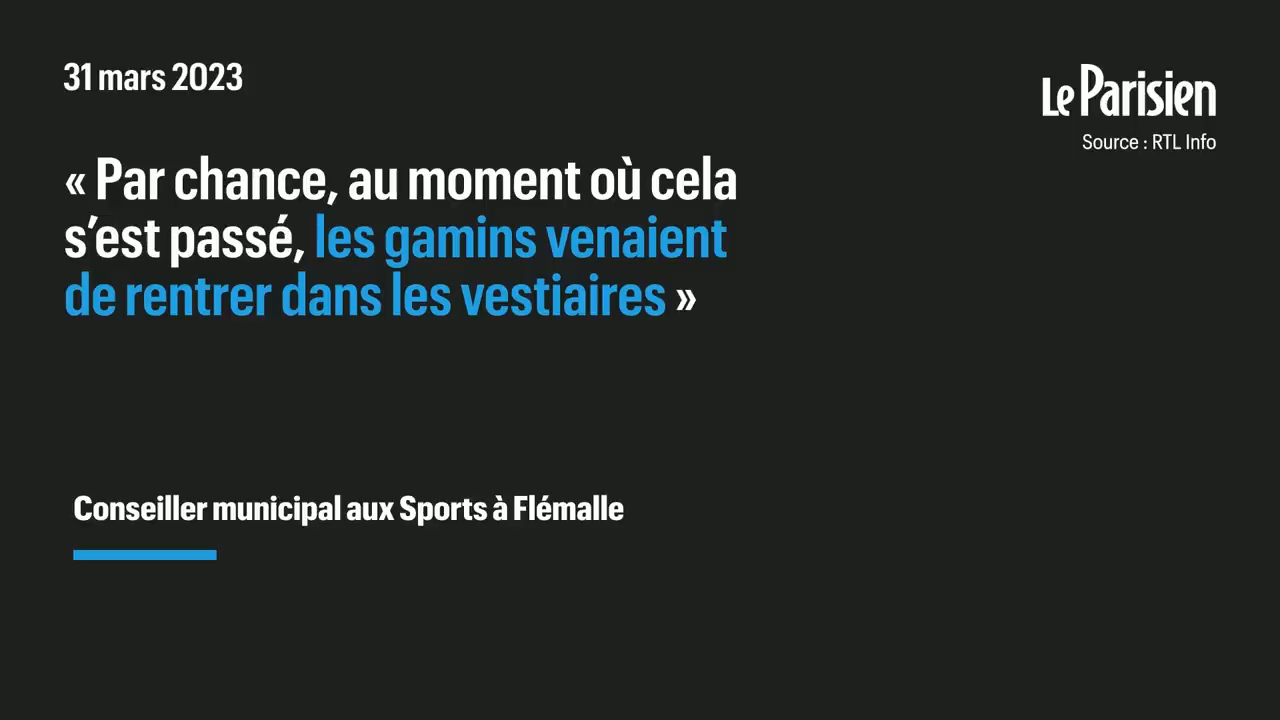 31 mars 2023
Le Parisien
Source : RTL Info
« Par chance, au moment où cela
s’est passé, les gamins venaient
de rentrer dans les vestiaires »
Conseiller municipal aux Sports à Flémalle